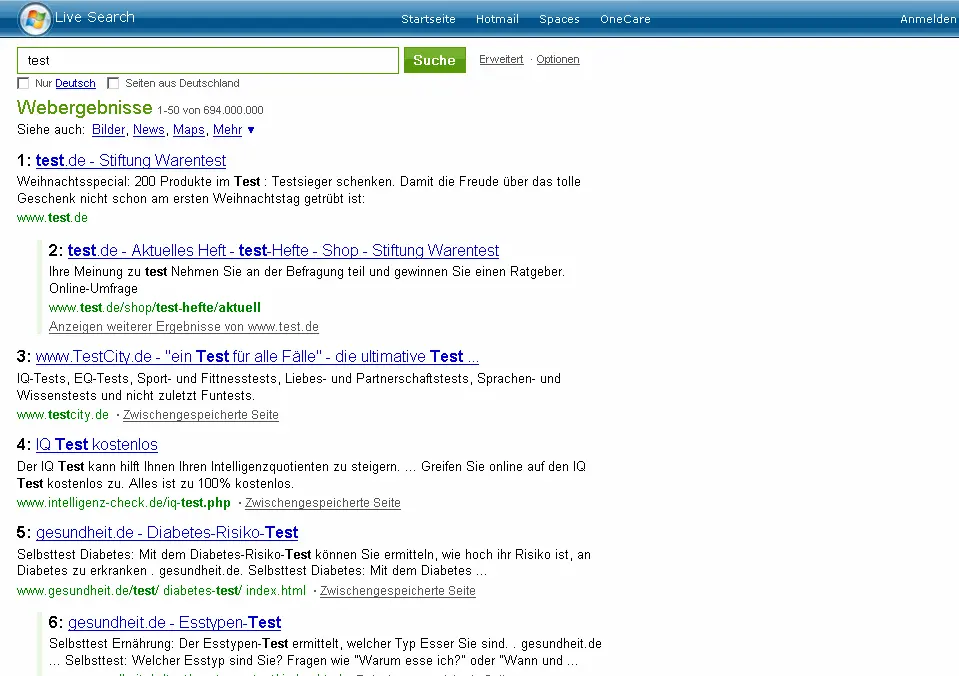 Live Search
Startseite Hotmail Spaces OneCare Anmelden
test Suche Erweitert · Optionen
Nur Deutsch Seiten aus Deutschland
Webergebnisse 1-50 von 694.000.000
Siehe auch: Bilder, News, Maps, Mehr ▼
1: test.de - Stiftung Warentest
Weihnachtsspecial: 200 Produkte im Test : Testsieger schenken. Damit die Freude über das tolle
Geschenk nicht schon am ersten Weihnachtstag getrübt ist:
www.test.de
2: test.de - Aktuelles Heft - test-Hefte - Shop - Stiftung Warentest
Ihre Meinung zu test Nehmen Sie an der Befragung teil und gewinnen Sie einen Ratgeber.
Online-Umfrage
www.test.de/shop/test-hefte/aktuell
Anzeigen weiterer Ergebnisse von www.test.de
3: www.TestCity.de - "ein Test für alle Fälle" - die ultimative Test ...
IQ-Tests, EQ-Tests, Sport- und Fittnesstests, Liebes- und Partnerschaftstests, Sprachen- und
Wissenstests und nicht zuletzt Funtests.
www.testcity.de · Zwischengespeicherte Seite
4: IQ Test kostenlos
Der IQ Test kann hilft Ihnen Ihren Intelligenzquotienten zu steigern. ... Greifen Sie online auf den IQ
Test kostenlos zu. Alles ist zu 100% kostenlos.
www.intelligenz-check.de/iq-test.php · Zwischengespeicherte Seite
5: gesundheit.de - Diabetes-Risiko-Test
Selbsttest Diabetes: Mit dem Diabetes-Risiko-Test können Sie ermitteln, wie hoch ihr Risiko ist, an
Diabetes zu erkranken . gesundheit.de. Selbsttest Diabetes: Mit dem Diabetes ...
www.gesundheit.de/test/ diabetes-test/ index.html · Zwischengespeicherte Seite
6: gesundheit.de - Esstypen-Test
Selbsttest Ernährung: Der Esstypen-Test ermittelt, welcher Typ Esser Sie sind. . gesundheit.de
... Selbsttest: Welcher Esstyp sind Sie? Fragen wie "Warum esse ich?" oder "Wann und ...